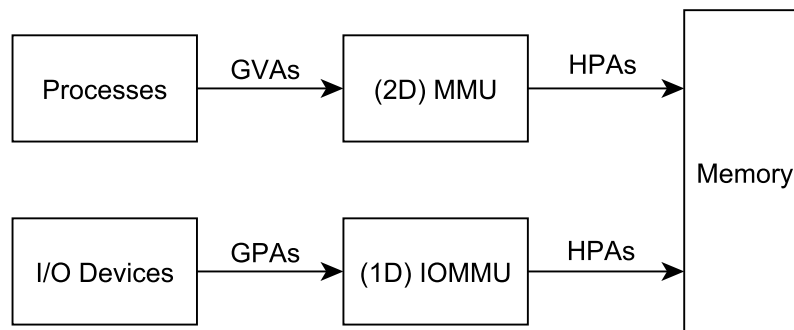 Processes
GVAs
(2D) MMU
HPAs
Memory
I/O Devices
GPAs
(1D) IOMMU
HPAs